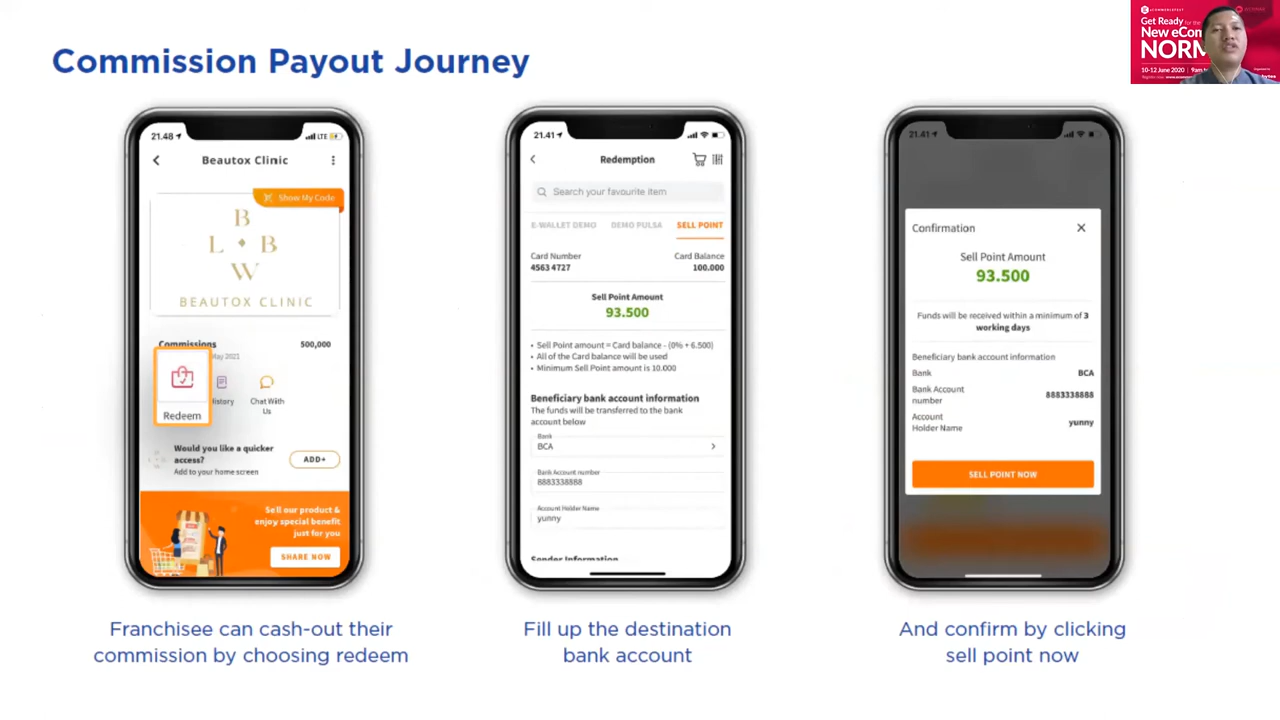 Commission Payout Journey
Get Ready for the
New eCom
NORM
10-12 June 2020 | 9am
21.48
LTE
Beautox Clinic
Show My Code
B
L B
W
BEAUTOX CLINIC
Commissions 500,000
May 2021
Redeem
History
Chat With
Us
Would you like a quicker
access?
Add to your home screen
ADD+
Sell our product &
enjoy special benefit
just for you
SHARE NOW
Franchisee can cash-out their
commission by choosing redeem
21.41
Redemption
Search your favourite item
E-WALLET DEMO DEMO PULSA SELL POINT
Card Number Card Balance
4563 4727 100.000
Sell Point Amount
93.500
• Sell Point amount = Card balance - (0% + 6.500)
• All of the Card balance will be used
• Minimum Sell Point amount is 10.000
Beneficiary bank account information
The funds will be transferred to the bank
account below
Bank
BCA
Bank Account number
8883338888
Account Holder Name
yunny
Sender Information
Fill up the destination
bank account
21.41
Confirmation
Sell Point Amount
93.500
Funds will be received within a minimum of 3
working days
Beneficiary bank account information
Bank BCA
Bank Account
number 8883338888
Account
Holder Name yunny
SELL POINT NOW
And confirm by clicking
sell point now